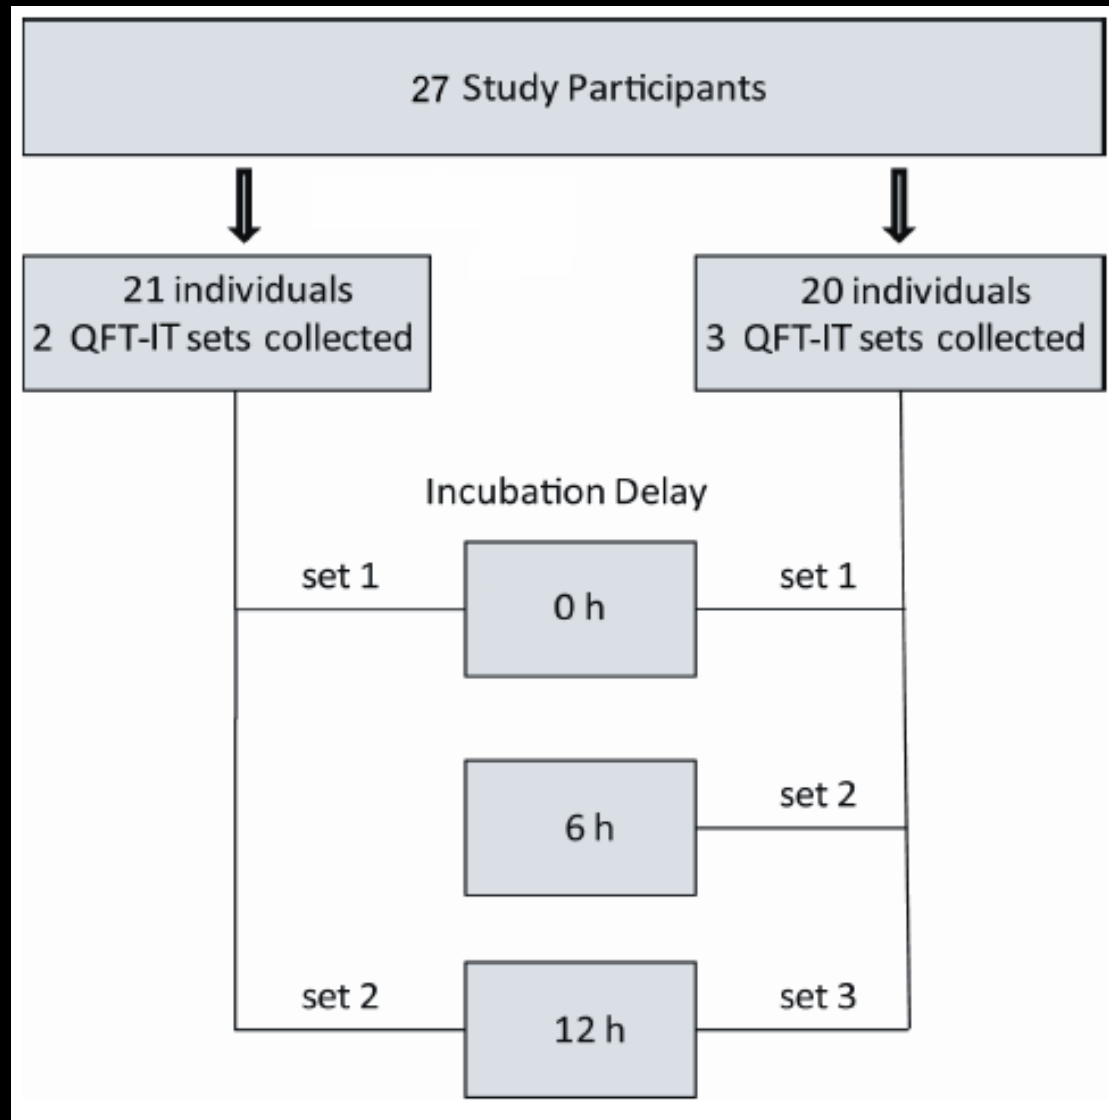 27 Study Participants
21 individuals
2 QFT-IT sets collected
20 individuals
3 QFT-IT sets collected
Incubation Delay
set 1
0 h
set 1
6 h
set 2
set 2
12 h
set 3